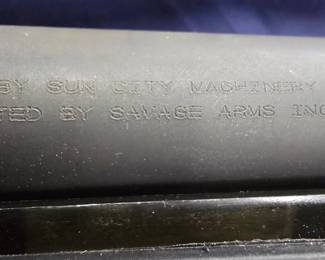 BY SUN CITY MACHINERY
TED BY SAVAGE ARMS INC